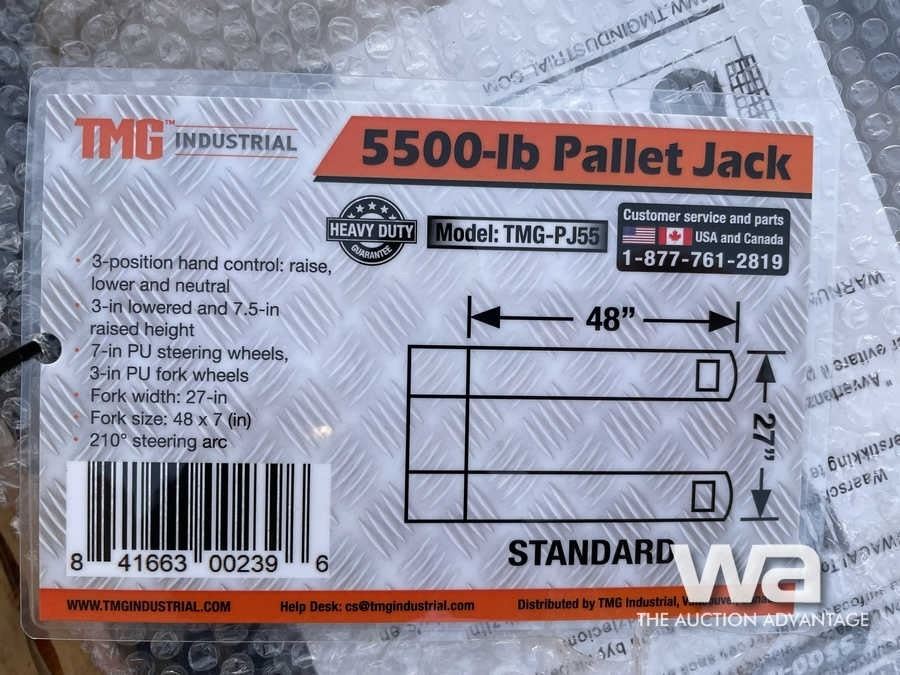 WWW.TMGINDUSTRIAL.COM
TMG™ INDUSTRIAL
5500-lb Pallet Jack
HEAVY DUTY
GUARANTEE
Model: TMG-PJ55
Customer service and parts
USA and Canada
1-877-761-2819
• 3-position hand control: raise,
lower and neutral
• 3-in lowered and 7.5-in
raised height
• 7-in PU steering wheels,
3-in PU fork wheels
• Fork width: 27-in
• Fork size: 48 x 7 (in)
• 210° steering arc
48”
27”
STANDARD
8 41663 00239 6
WWW.TMGINDUSTRIAL.COM
Help Desk: cs@tmgindustrial.com
Distributed by TMG Industrial,
wa
THE AUCTION ADVANTAGE